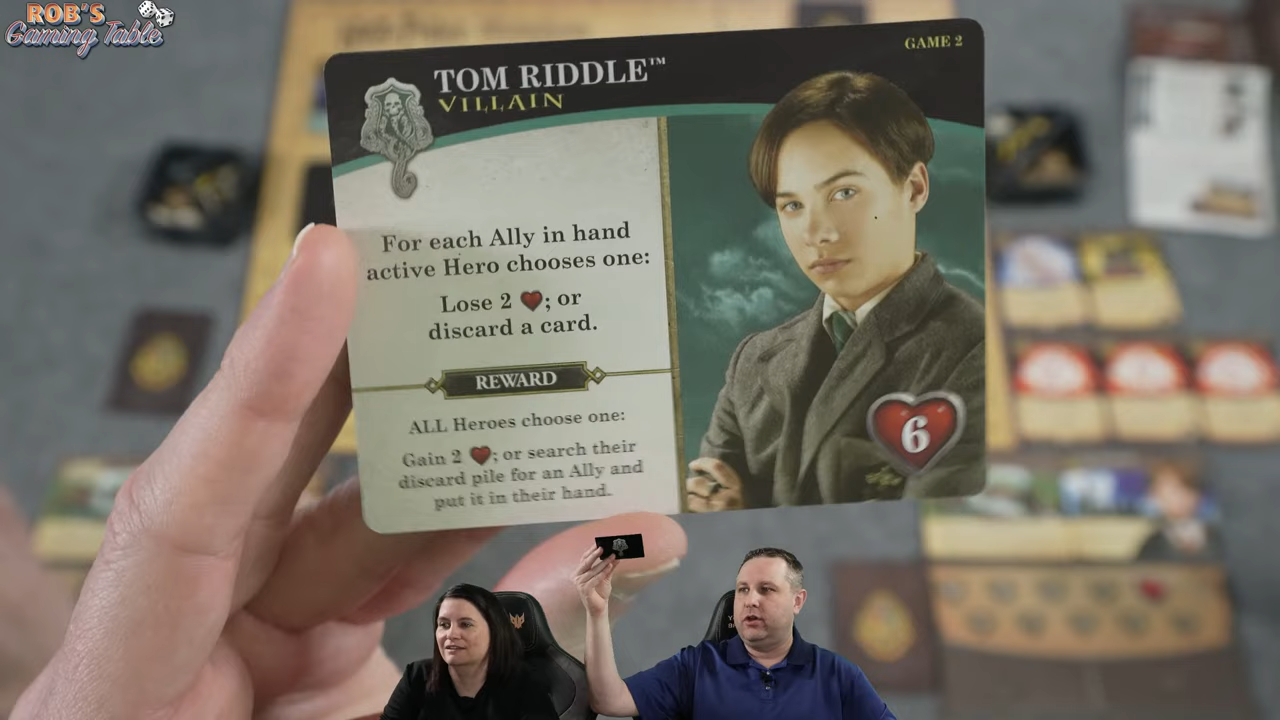 ROB'S
Gaming Table
GAME 2
TOM RIDDLE™
VILLAIN
For each Ally in hand
active Hero chooses one:
Lose 2 ; or
discard a card.
REWARD
ALL Heroes choose one:
Gain 2 ; or search their
discard pile for an Ally and
put it in their hand.
6